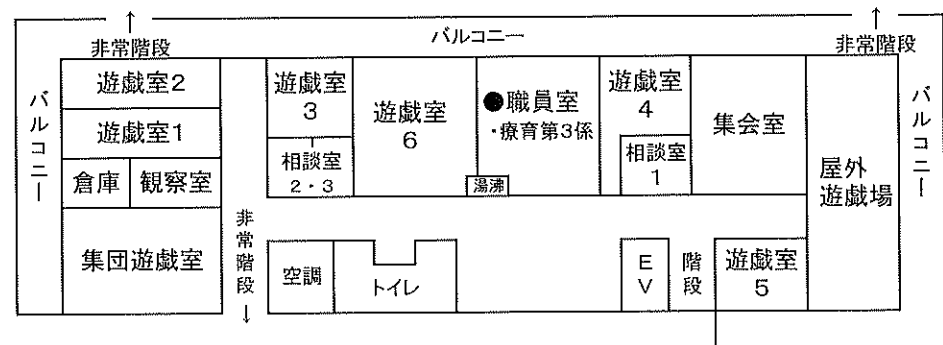 ↑
非常階段
バルコニー
↑
非常階段
バルコニー
遊戯室2
遊戯室1
倉庫
観察室
集団遊戯室
非常階段
↓
遊戯室
3
相談室
2・3
遊戯室
6
●職員室
・療育第3係
湯沸
遊戯室
4
相談室
1
集会室
屋外
遊戯場
バルコニー
空調
トイレ
EV
階段
遊戯室
5